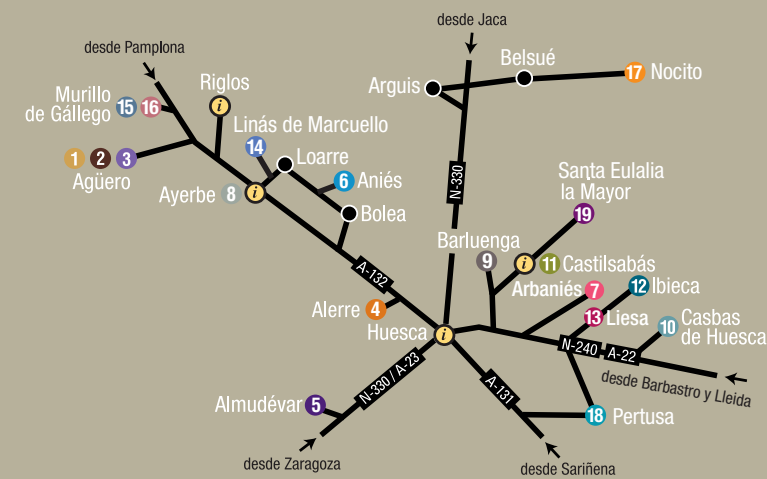 desde Jaca
desde Pamplona
Belsué
17 Nocito
Arguis
Riglos
i
Murillo
de Gállego 15 16
Linás de Marcuello
14
Loarre
1 2 3
Agüero
6 Aniés
Ayerbe 8 i
Bolea
N-330
Santa Eulalia
la Mayor
19
Barluenga
9
i 11 Castilsabás
A-132
Arbaniés 7
12 Ibieca
Alerre 4
13 Liesa
10 Casbas
de Huesca
Huesca i
N-240 A-22
N-330 / A-23
A-131
desde Barbastro y Lleida
Almudévar 5
18 Pertusa
desde Zaragoza
desde Sariñena